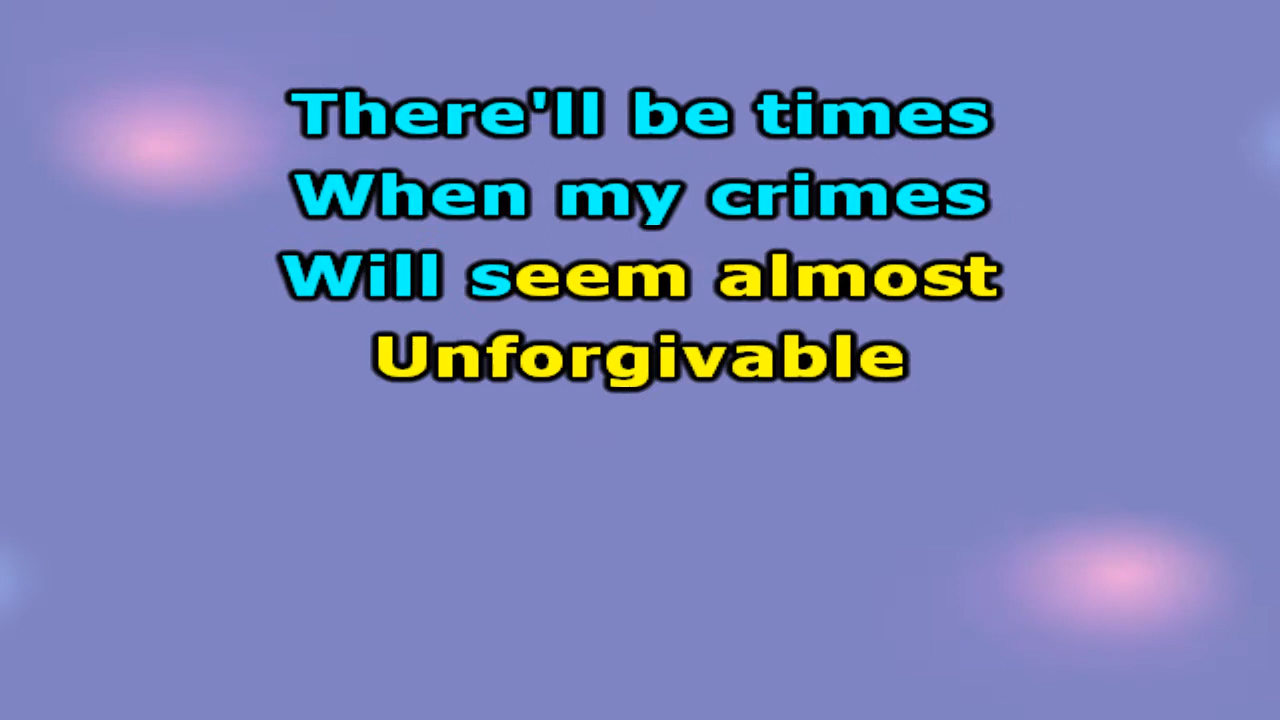 There'll be times
When my crimes
Will seem almost
Unforgivable